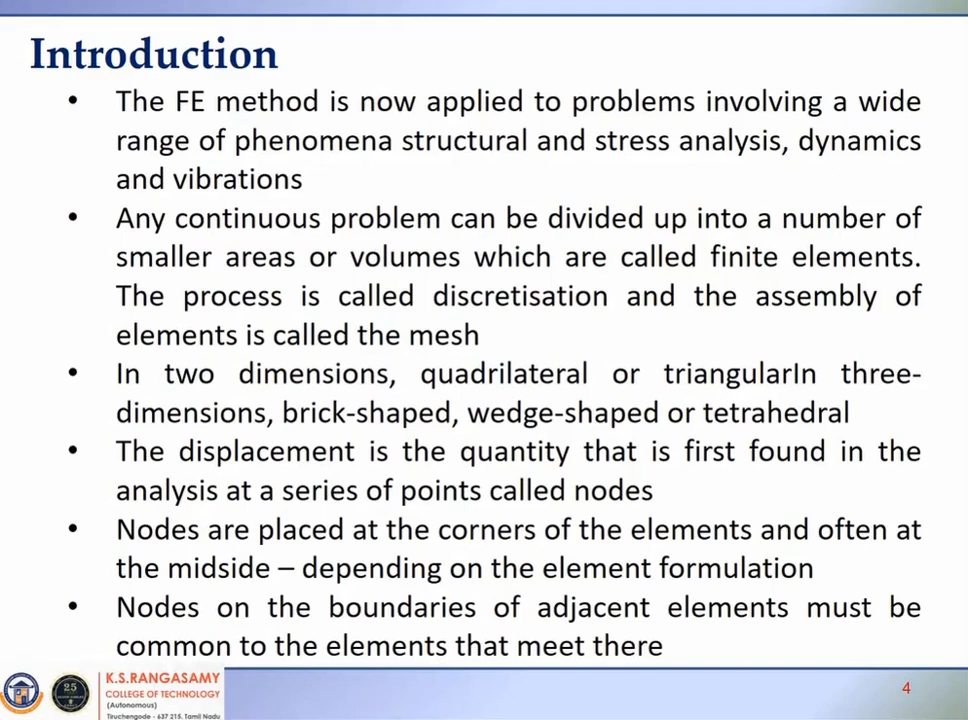 Introduction
• The FE method is now applied to problems involving a wide
range of phenomena structural and stress analysis, dynamics
and vibrations
• Any continuous problem can be divided up into a number of
smaller areas or volumes which are called finite elements.
The process is called discretisation and the assembly of
elements is called the mesh
• In two dimensions, quadrilateral or triangularIn three-
dimensions, brick-shaped, wedge-shaped or tetrahedral
• The displacement is the quantity that is first found in the
analysis at a series of points called nodes
• Nodes are placed at the corners of the elements and often at
the midside – depending on the element formulation
• Nodes on the boundaries of adjacent elements must be
common to the elements that meet there
25
K.S.RANGASAMY
COLLEGE OF TECHNOLOGY
(Autonomous)
Tiruchengode - 637 215. Tamil Nadu
4